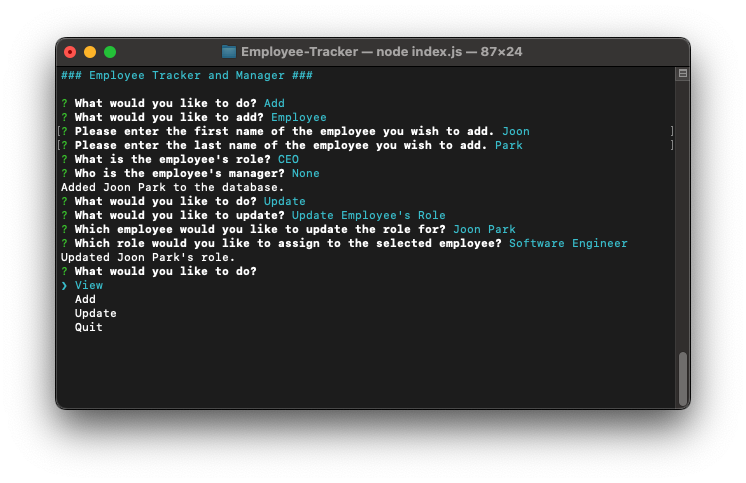 Employee-Tracker — node index.js — 87×24
### Employee Tracker and Manager ###
? What would you like to do? Add
? What would you like to add? Employee
[? Please enter the first name of the employee you wish to add. Joon ]
[? Please enter the last name of the employee you wish to add. Park ]
? What is the employee's role? CEO
? Who is the employee's manager? None
Added Joon Park to the database.
? What would you like to do? Update
? What would you like to update? Update Employee's Role
? Which employee would you like to update the role for? Joon Park
? Which role would you like to assign to the selected employee? Software Engineer
Updated Joon Park's role.
? What would you like to do?
❯ View
Add
Update
Quit